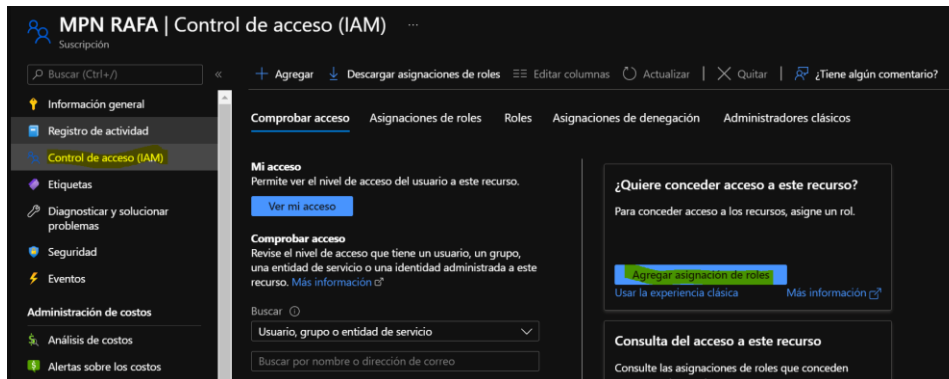 MPN RAFA | Control de acceso (IAM) ...
Suscripción
Buscar (Ctrl+/) «
Información general
Registro de actividad
Control de acceso (IAM)
Etiquetas
Diagnosticar y solucionar
problemas
Seguridad
Eventos
Administración de costos
Análisis de costos
Alertas sobre los costos
+ Agregar Descargar asignaciones de roles Editar columnas Actualizar | Quitar | ¿Tiene algún comentario?
Comprobar acceso Asignaciones de roles Roles Asignaciones de denegación Administradores clásicos
Mi acceso
Permite ver el nivel de acceso del usuario a este recurso.
Ver mi acceso
Comprobar acceso
Revise el nivel de acceso que tiene un usuario, un grupo,
una entidad de servicio o una identidad administrada a este
recurso. Más información
Buscar
Usuario, grupo o entidad de servicio
Buscar por nombre o dirección de correo
¿Quiere conceder acceso a este recurso?
Para conceder acceso a los recursos, asigne un rol.
Agregar asignación de roles
Usar la experiencia clásica Más información
Consulta del acceso a este recurso
Consulte las asignaciones de roles que conceden